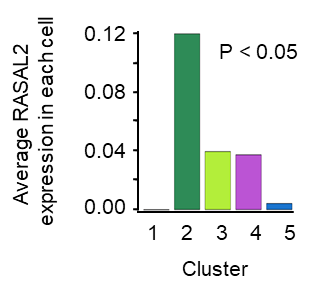 Average RASAL2
expression in each cell
0.12
0.08
0.04
0.00
P < 0.05
1 2 3 4 5
Cluster